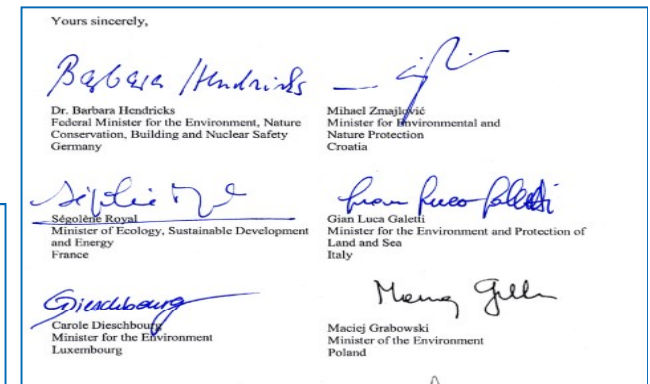 Yours sincerely,
Barbara Hendricks
Dr. Barbara Hendricks
Federal Minister for the Environment, Nature
Conservation, Building and Nuclear Safety
Germany
Mihael Zmajlović
Minister for Environmental and
Nature Protection
Croatia
Ségolène Royal
Minister of Ecology, Sustainable Development
and Energy
France
Gian Luca Galetti
Minister for the Environment and Protection of
Land and Sea
Italy
Dieschbourg
Carole Dieschbourg
Minister for the Environment
Luxembourg
Maciej Grabowski
Minister of the Environment
Poland